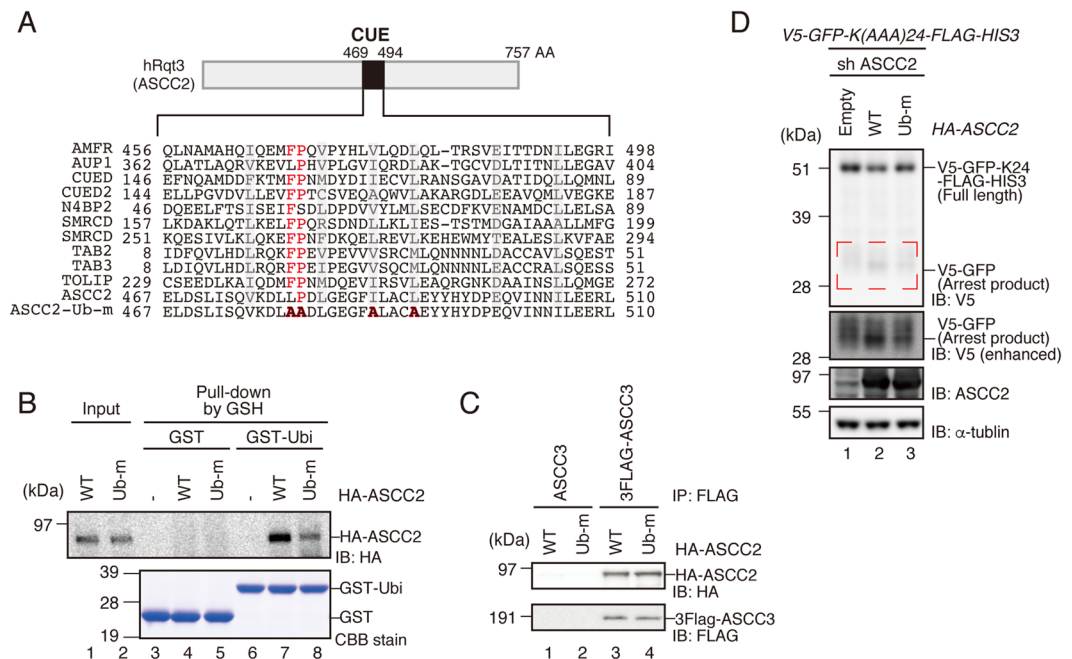 A
CUE
469 494
757 AA
hRqt3
(ASCC2)
AMFR 456 QLNAMAHQIQEMFPQVPYHLVLQDLQL-TRSVEITTDNILEGRI 498
AUP1 362 QLATLAQRVKEVLPHVPLGVIQRDLAK-TGCVDLTITNLLEGAV 404
CUED 146 EFNQAMDDFKTMFPNMDYDIIECVLRANSGAVDATIDQLLQMNL 89
CUED2 144 ELLPGVDVLLEVFPTCSVEQAQWVLAKARGDLEEAVQMLVEGKE 187
N4BP2 46 DQEELFTSISEIFSDLDPDVVYLMLSECDFKVENAMDCLLELSA 89
SMRCD 157 LKDAKLQTLKELFPQRSDNDLLKLIESTSTMDGAIAAALLMFGD 199
SMRCD 251 KQESIVLKLQKEFPNFDKQELREVLKEHEWMYTEALESLKVFAE 294
TAB2 8 IDFQVLHDLRQKFPEVPEVVVSRCMLQNNNNLDACCAVLSQEST 51
TAB3 8 LDIQVLHDLRQRFPEIPEGVVSQCMLQNNNNLDACCRALSQEST 51
TOLIP 229 CSEEDLKAIQDMFPNMDQEVIRSVLEAQRGNKDAAINSLLQMGE 272
ASCC2 467 ELDSLISQVKDLLPDLGEGFILACLEYYHYDPEQVINNILEERL 510
ASCC2-Ub-m 467 ELDSLISQVKDLAADLGEGFALACAEYYHYDPEQVINNILEERL 510
B
Input
Pull-down
by GSH
GST
GST-Ubi
WT
Ub-m
-
WT
Ub-m
-
WT
Ub-m
HA-ASCC2
(kDa)
97
HA-ASCC2
IB: HA
39
28
19
GST-Ubi
GST
CBB stain
1 2 3 4 5 6 7 8
C
ASCC3
3FLAG-ASCC3
IP: FLAG
WT
Ub-m
WT
Ub-m
HA-ASCC2
(kDa)
97
HA-ASCC2
IB: HA
191
3Flag-ASCC3
IB: FLAG
1 2 3 4
D
V5-GFP-K(AAA)24-FLAG-HIS3
sh ASCC2
Empty
WT
Ub-m
HA-ASCC2
(kDa)
51
V5-GFP-K24
-FLAG-HIS3
(Full length)
39
28
V5-GFP
(Arrest product)
IB: V5
V5-GFP
(Arrest product)
28
IB: V5 (enhanced)
97
IB: ASCC2
55
IB: α-tublin
1 2 3